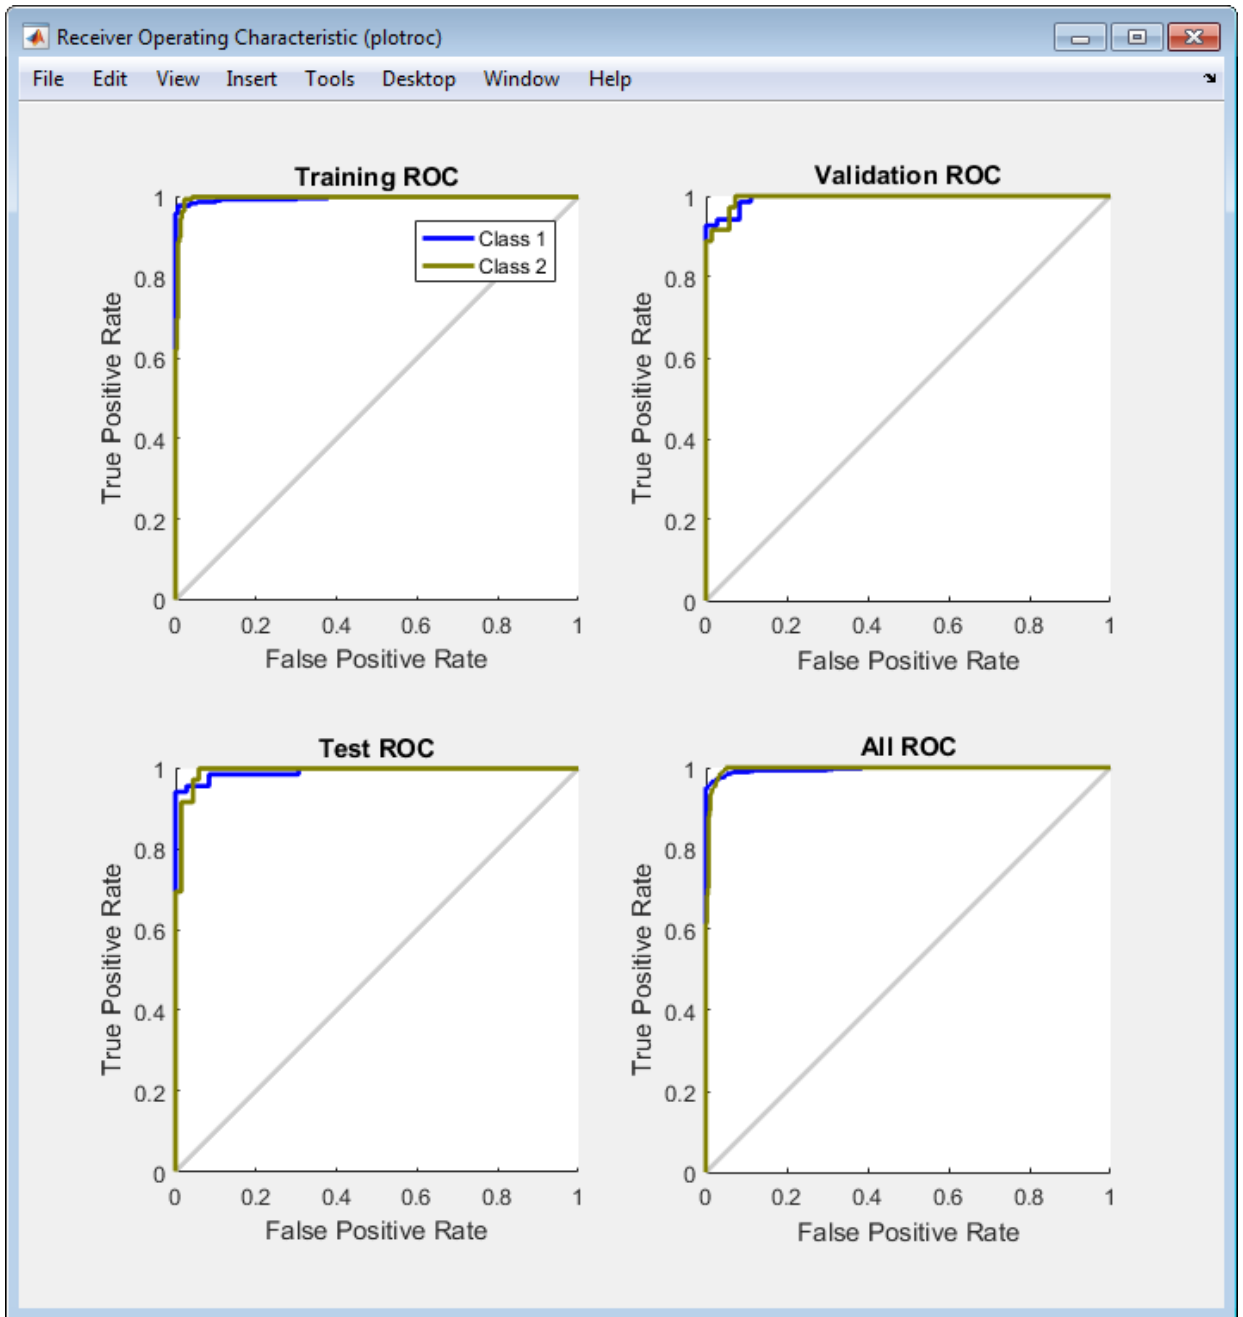 Receiver Operating Characteristic (plotroc)
File Edit View Insert Tools Desktop Window Help
Training ROC
1
0.8
0.6
0.4
0.2
0
True Positive Rate
Class 1
Class 2
0 0.2 0.4 0.6 0.8 1
False Positive Rate
Validation ROC
1
0.8
0.6
0.4
0.2
0
True Positive Rate
0 0.2 0.4 0.6 0.8 1
False Positive Rate
Test ROC
1
0.8
0.6
0.4
0.2
0
True Positive Rate
0 0.2 0.4 0.6 0.8 1
False Positive Rate
All ROC
1
0.8
0.6
0.4
0.2
0
True Positive Rate
0 0.2 0.4 0.6 0.8 1
False Positive Rate